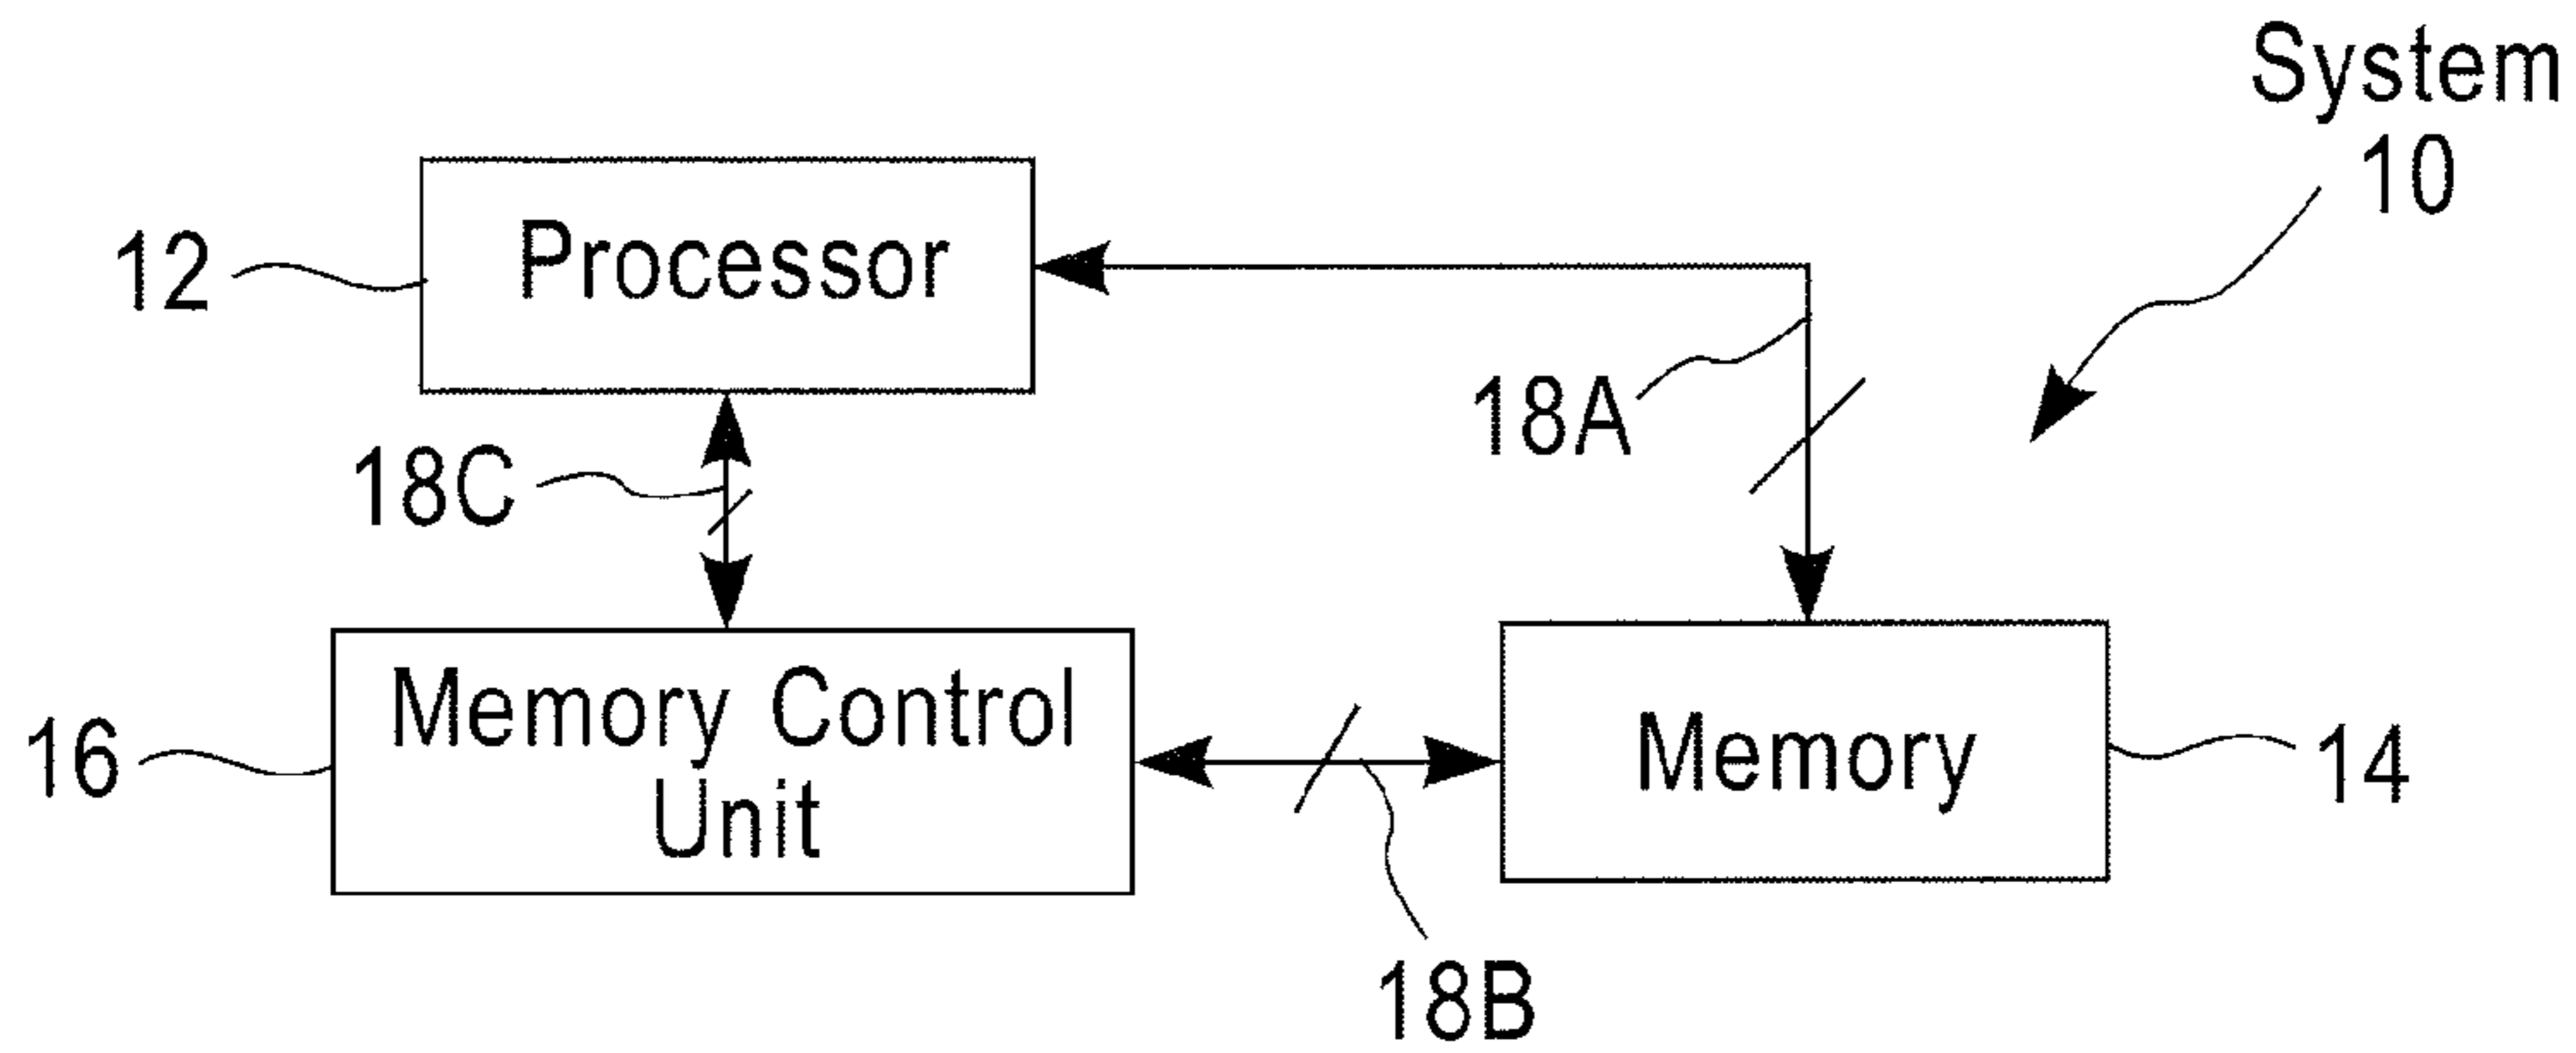 System
10
12
Processor
18A
18C
16
Memory Control
Unit
Memory
14
18B